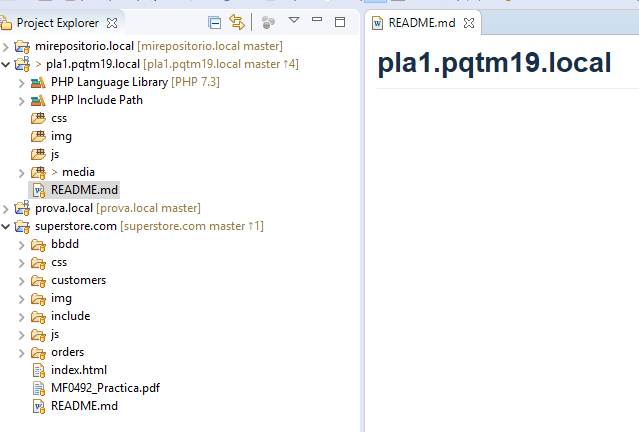 Project Explorer
mirepositorio.local [mirepositorio.local master]
> pla1.pqtm19.local [pla1.pqtm19.local master ↑4]
PHP Language Library [PHP 7.3]
PHP Include Path
css
img
js
> media
README.md
prova.local [prova.local master]
superstore.com [superstore.com master ↑1]
bbdd
css
customers
img
include
js
orders
index.html
MF0492_Practica.pdf
README.md
README.md
pla1.pqtm19.local